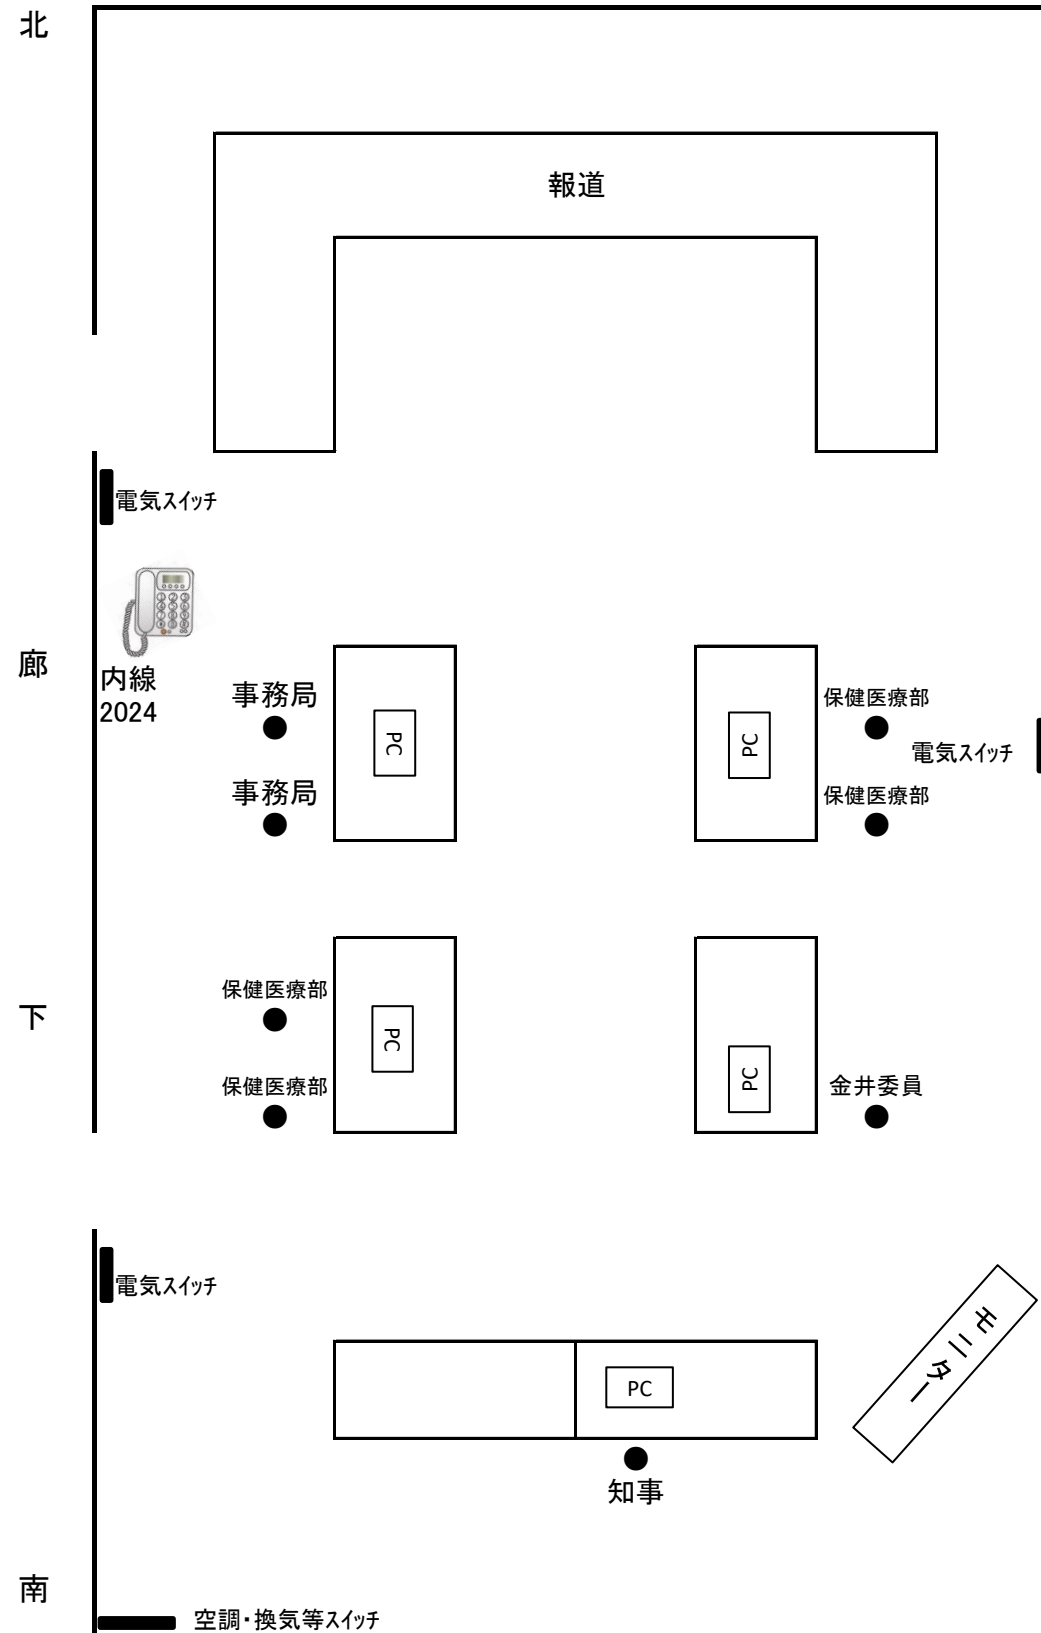 北
報道
電気スイッチ
廊
内線
2024
事務局
PC
PC
保健医療部
電気スイッチ
事務局
保健医療部
下
保健医療部
PC
保健医療部
PC
金井委員
電気スイッチ
モニター
PC
知事
南
空調・換気等スイッチ